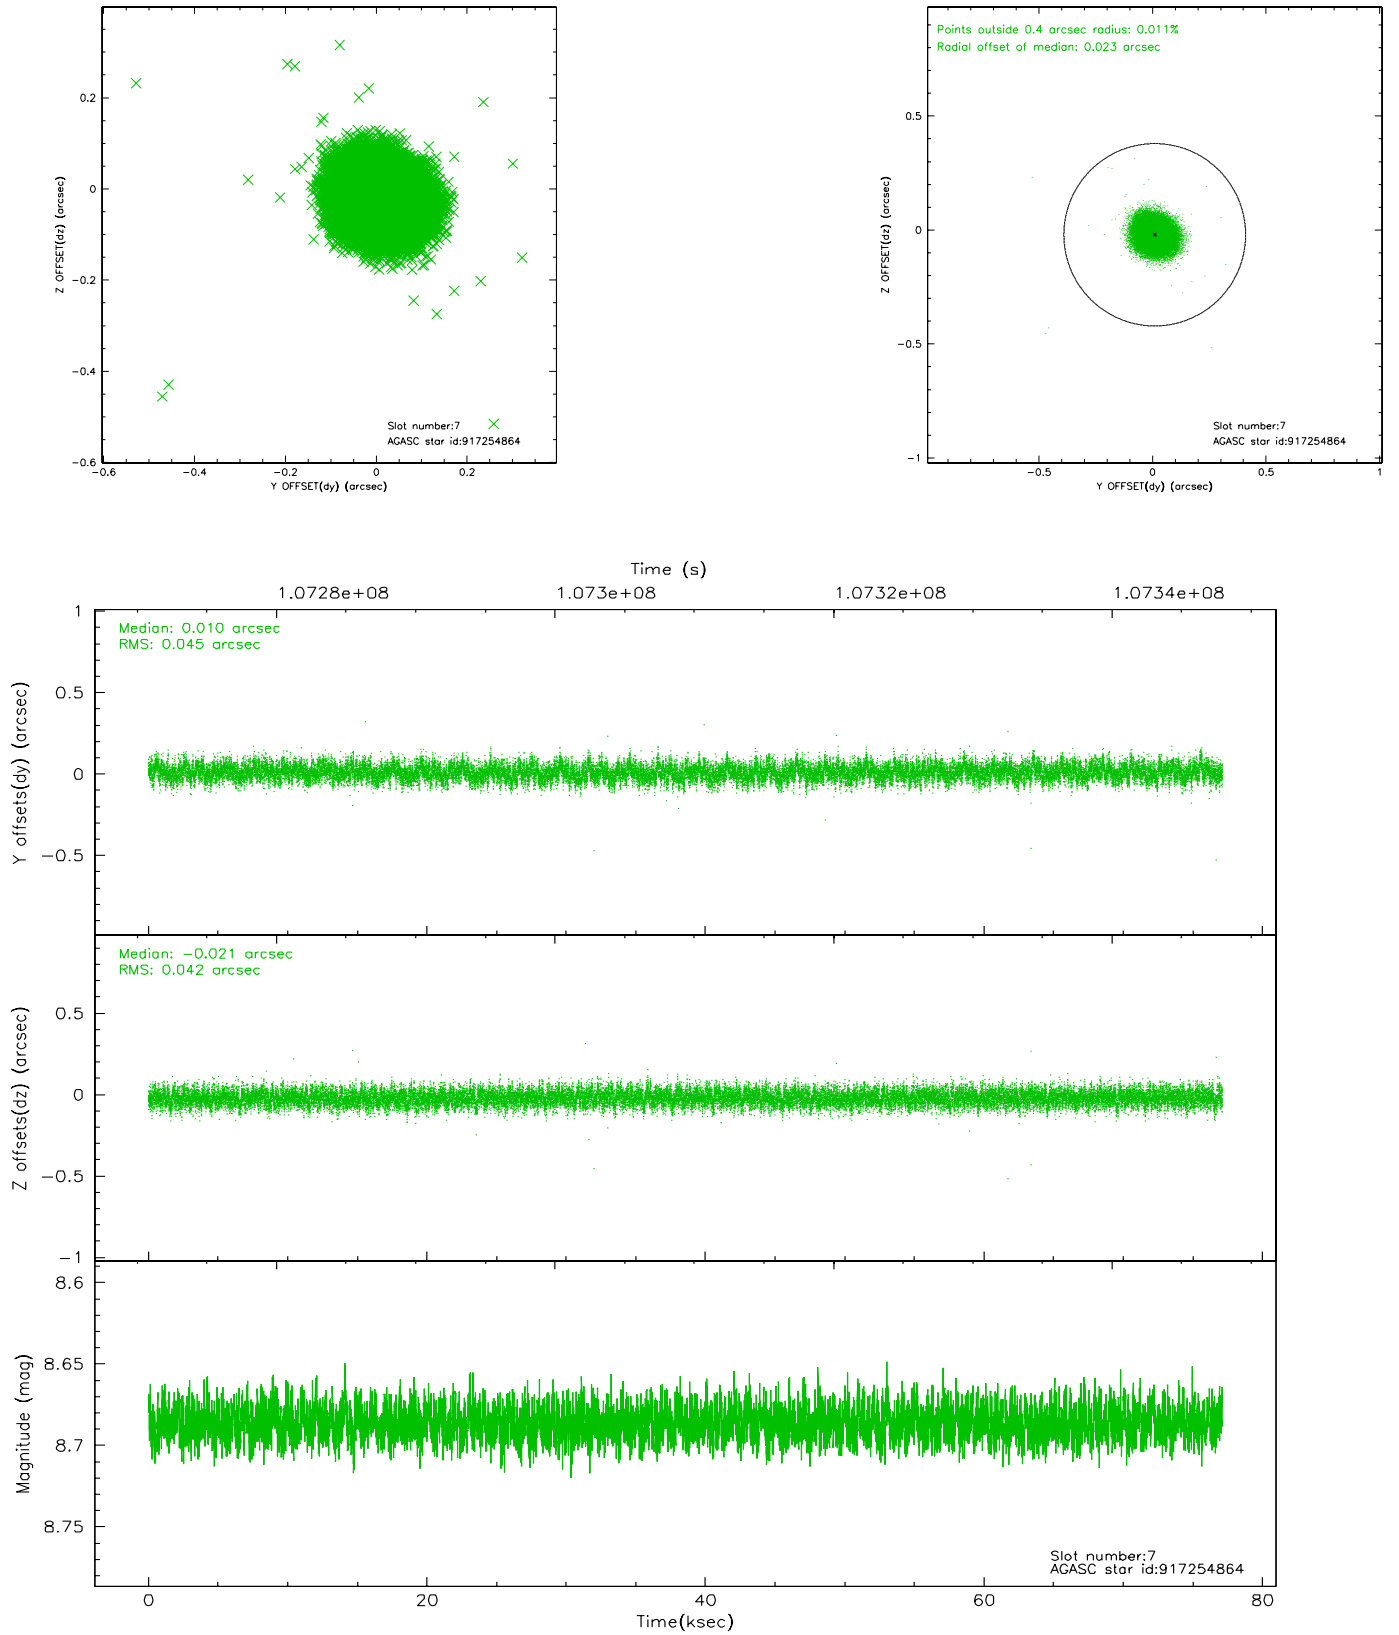 0.2
0
−0.2
−0.4
−0.6
Z OFFSET(dz) (arcsec)
Slot number:7
AGASC star id:917254864
−0.6 −0.4 −0.2 0 0.2
Y OFFSET(dy) (arcsec)
Points outside 0.4 arcsec radius: 0.011%
Radial offset of median: 0.023 arcsec
0.5
0
−0.5
−1
Z OFFSET(dz) (arcsec)
Slot number:7
AGASC star id:917254864
−0.5 0 0.5 1
Y OFFSET(dy) (arcsec)
Time (s)
1.0728e+08 1.073e+08 1.0732e+08 1.0734e+08
Median: 0.010 arcsec
RMS: 0.045 arcsec
1
0.5
0
−0.5
Y offsets(dy) (arcsec)
Median: −0.021 arcsec
RMS: 0.042 arcsec
0.5
0
−0.5
−1
Z offsets(dz) (arcsec)
8.6
8.65
8.7
8.75
Magnitude (mag)
Slot number:7
AGASC star id:917254864
0 20 40 60 80
Time(ksec)